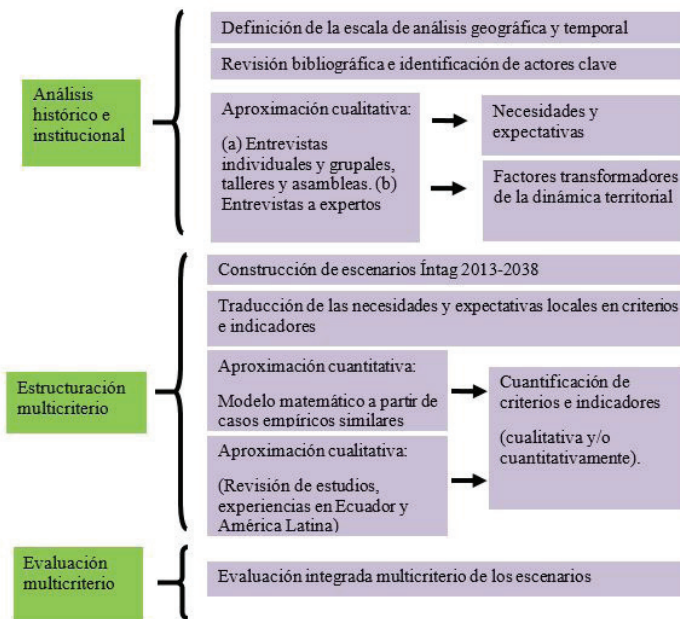 Análisis
histórico e
institucional
Definición de la escala de análisis geográfica y temporal
Revisión bibliográfica e identificación de actores clave
Aproximación cualitativa:
(a) Entrevistas
individuales y grupales,
talleres y asambleas. (b)
Entrevistas a expertos
Necesidades y
expectativas
Factores transformadores
de la dinámica territorial
Estructuración
multicriterio
Construcción de escenarios Íntag 2013-2038
Traducción de las necesidades y expectativas locales en criterios
e indicadores
Aproximación cuantitativa:
Modelo matemático a partir de
casos empíricos similares
Aproximación cualitativa:
(Revisión de estudios,
experiencias en Ecuador y
América Latina)
Cuantificación de
criterios e indicadores
(cualitativa y/o
cuantitativamente).
Evaluación
multicriterio
Evaluación integrada multicriterio de los escenarios